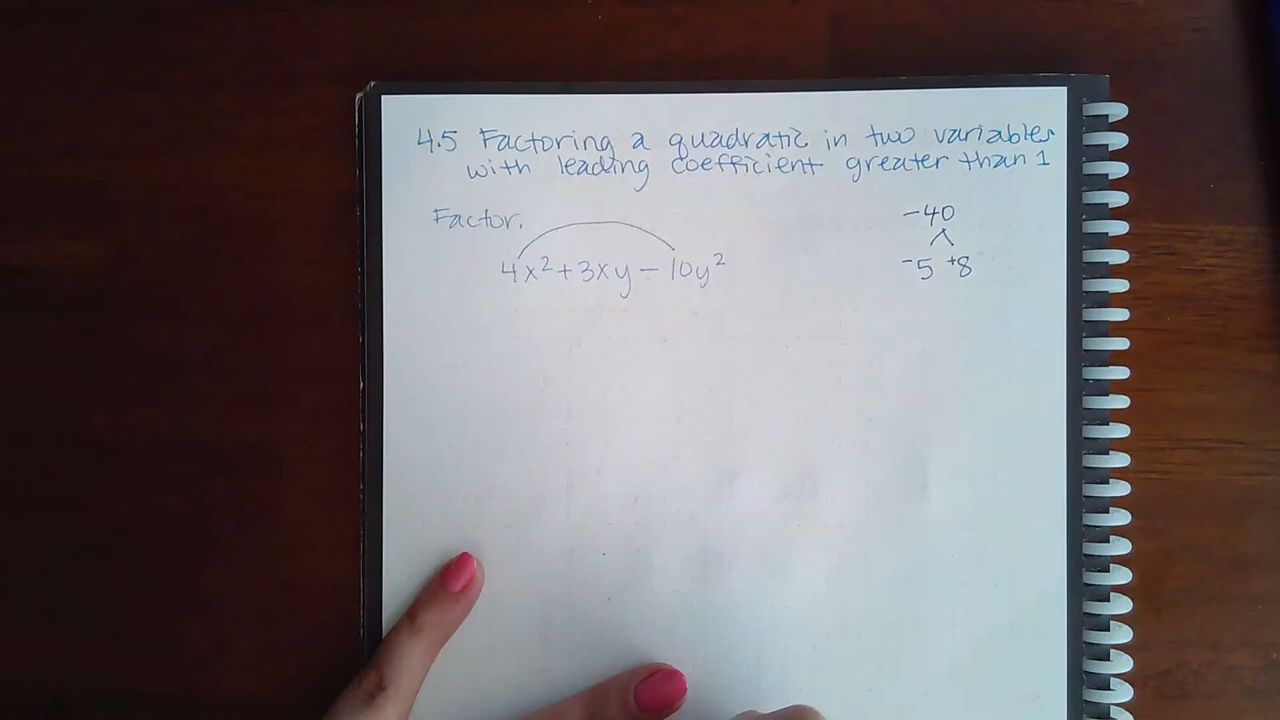 4.5 Factoring a quadratic in two variables
with leading coefficient greater than 1
Factor.
4x²+3xy-10y²
-40
-5 +8